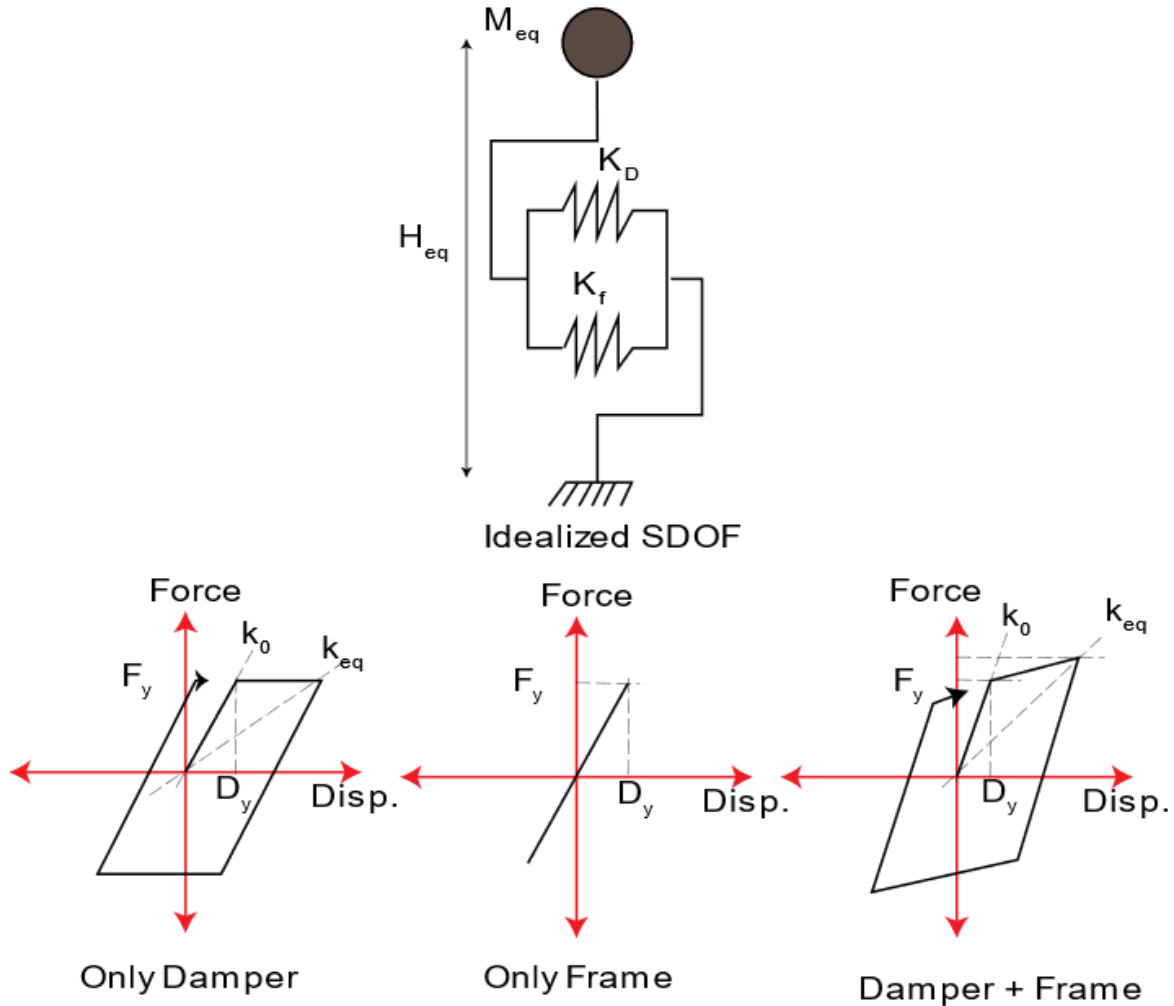 M_eq
K_D
H_eq
K_f
Idealized SDOF
Force
k_0
k_eq
F_y
D_y
Disp.
Only Damper
Force
F_y
D_y
Disp.
Only Frame
Force
k_0
k_eq
F_y
D_y
Disp.
Damper + Frame